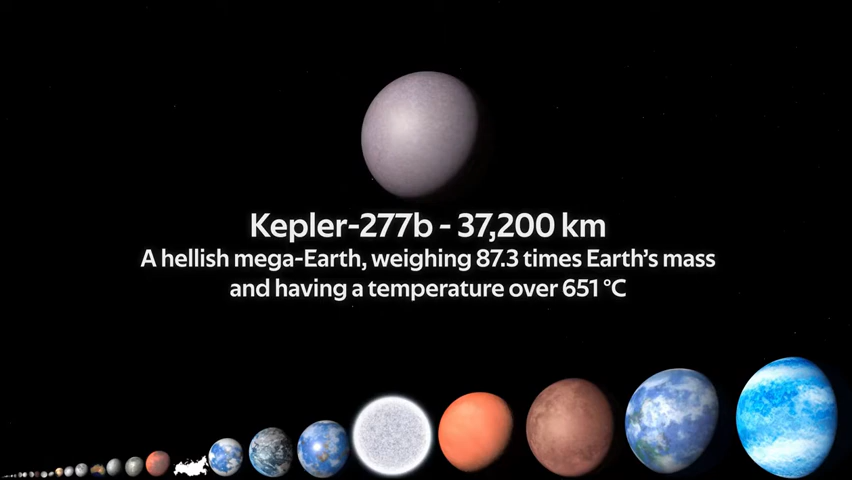 Kepler-277b - 37,200 km
A hellish mega-Earth, weighing 87.3 times Earth's mass
and having a temperature over 651 °C